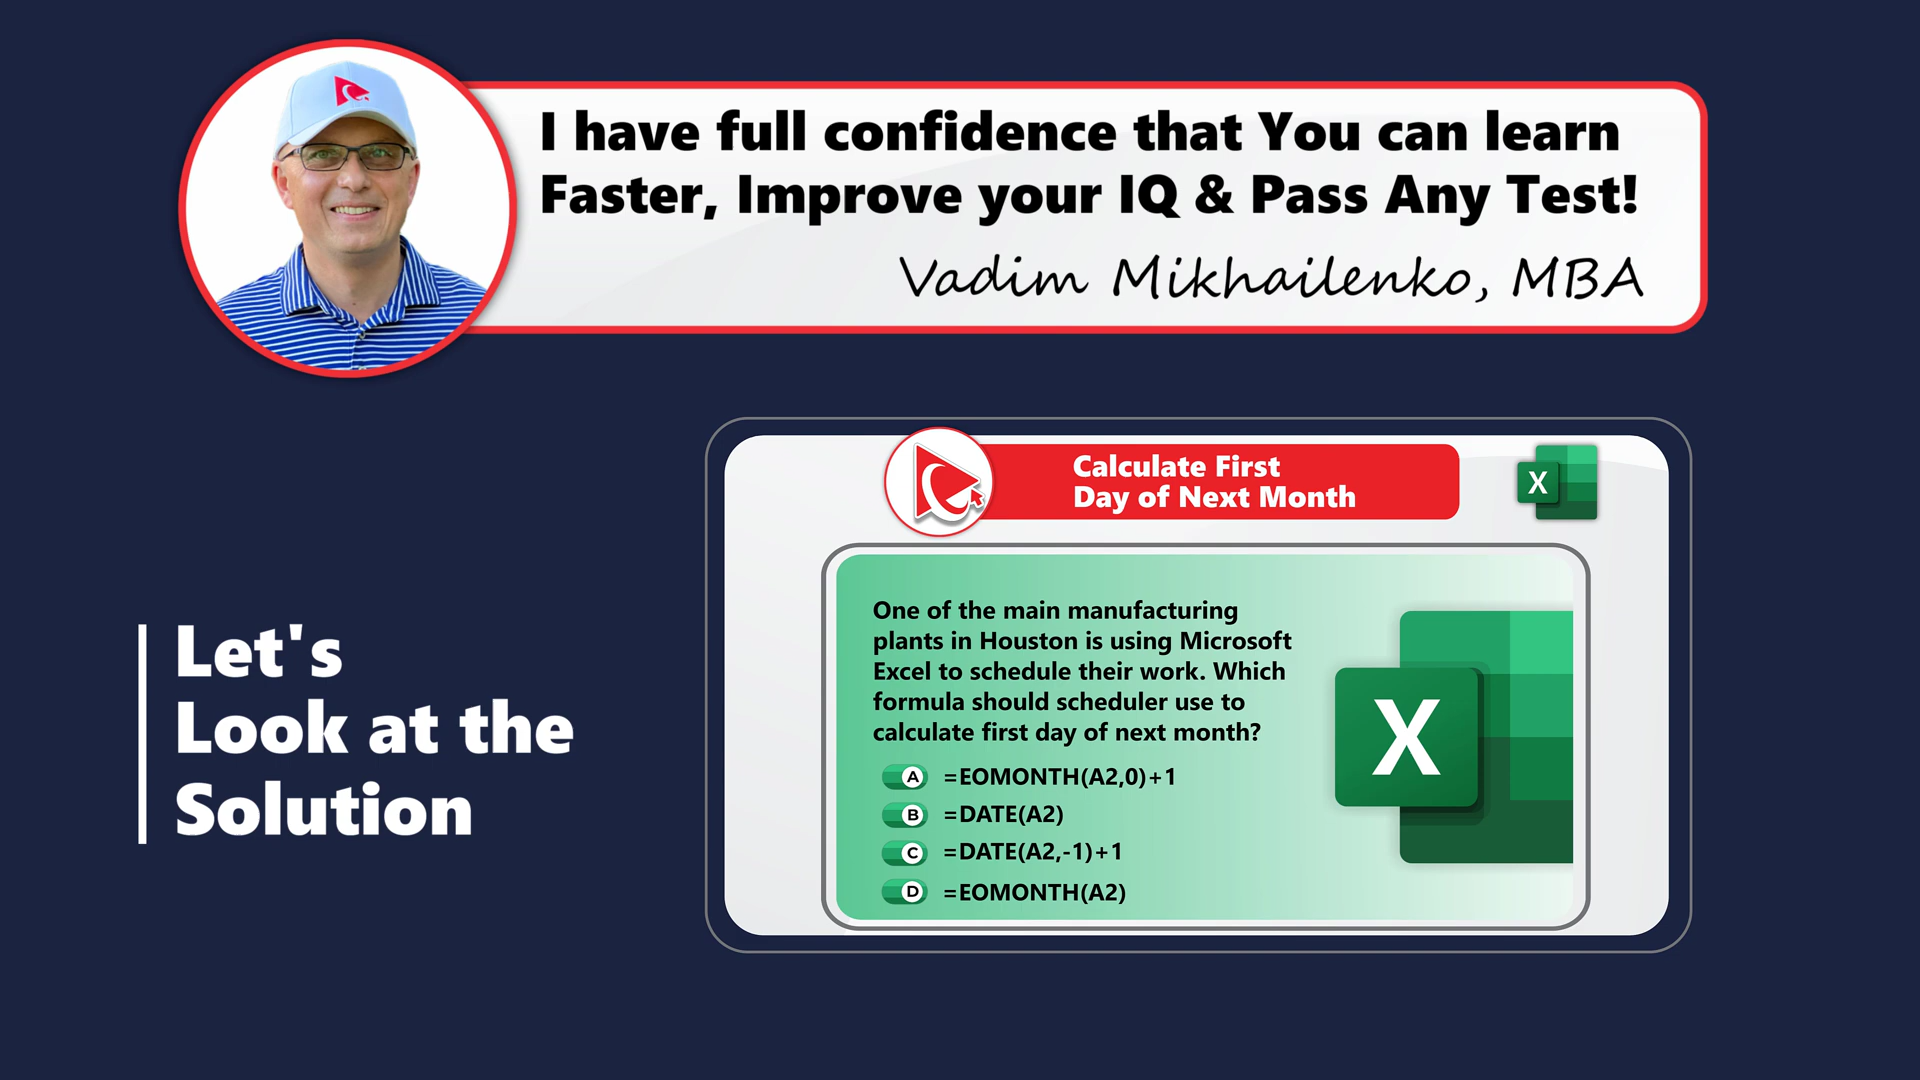 I have full confidence that You can learn
Faster, Improve your IQ & Pass Any Test!
Vadim Mikhailenko, MBA
Let's
Look at the
Solution
Calculate First
Day of Next Month
X
One of the main manufacturing
plants in Houston is using Microsoft
Excel to schedule their work. Which
formula should scheduler use to
calculate first day of next month?
A =EOMONTH(A2,0)+1
B =DATE(A2)
C =DATE(A2,-1)+1
D =EOMONTH(A2)
X